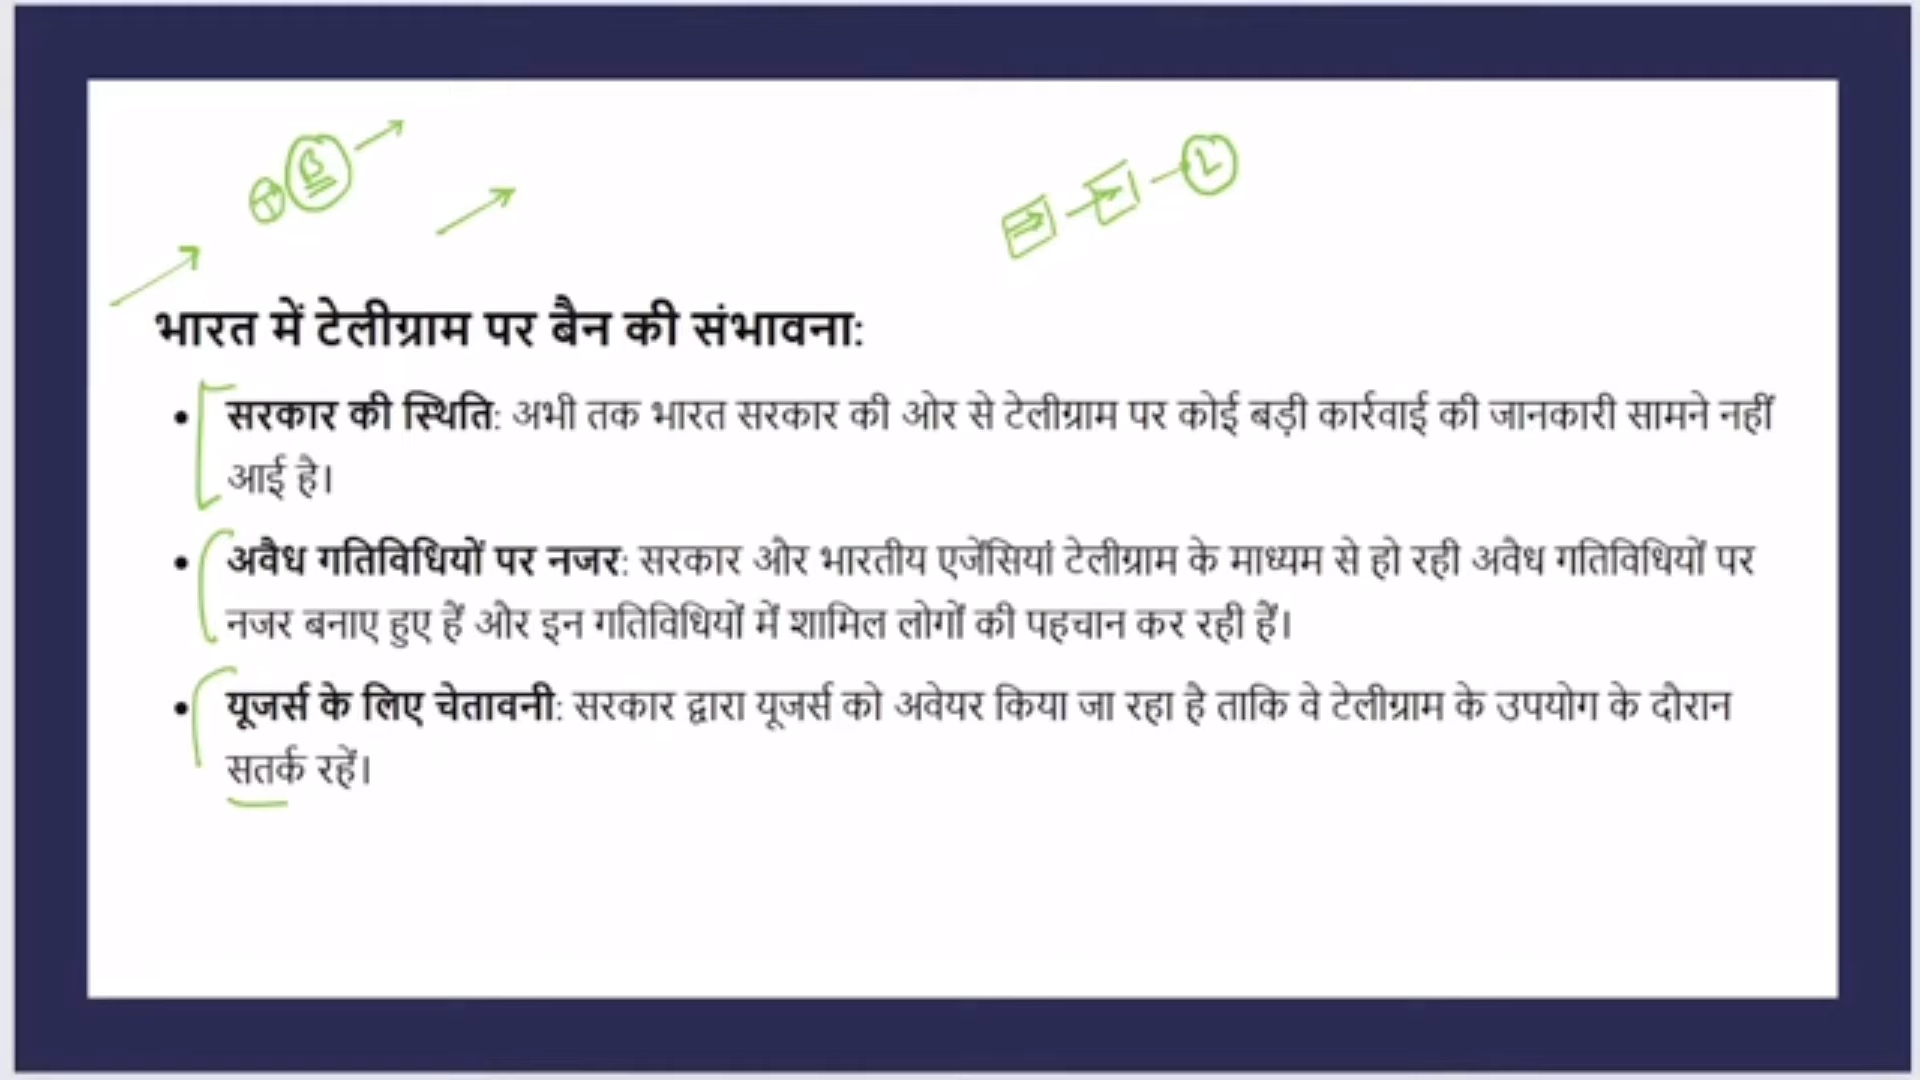 भारत में टेलीग्राम पर बैन की संभावना:
• सरकार की स्थिति: अभी तक भारत सरकार की ओर से टेलीग्राम पर कोई बड़ी कार्रवाई की जानकारी सामने नहीं
आई है।
• अवैध गतिविधियों पर नजर: सरकार और भारतीय एजेंसियां टेलीग्राम के माध्यम से हो रही अवैध गतिविधियों पर
नजर बनाए हुए हैं और इन गतिविधियों में शामिल लोगों की पहचान कर रही हैं।
• यूजर्स के लिए चेतावनी: सरकार द्वारा यूजर्स को अवेयर किया जा रहा है ताकि वे टेलीग्राम के उपयोग के दौरान
सतर्क रहें।